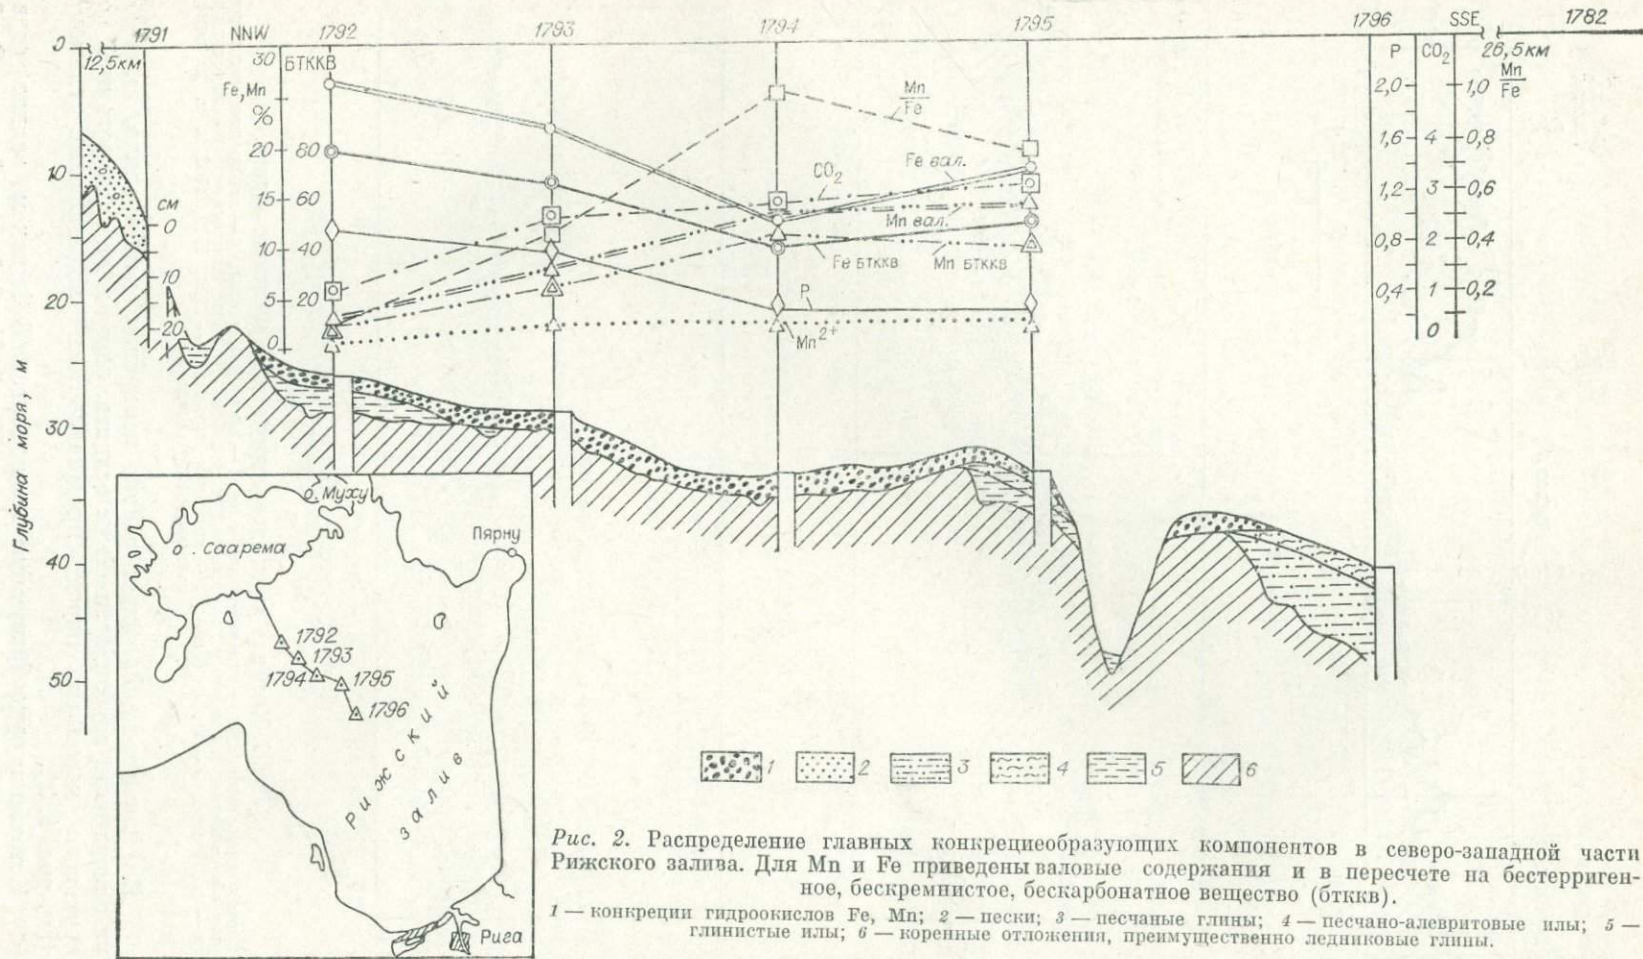 1791 NNW 1792 1793 1794 1795 1796 SSE 1782
0 12,5км 30 БТККВ P CO2 26,5км
Fe, Mn % 2,0 1,0 Mn/Fe
Mn/Fe
20 80 1,6 4 0,8
Fe вал.
CO2
10 15 60 1,2 3 0,6
см
0 Mn вал.
10 40 0,8 2 0,4
Fe БТККВ Mn БТККВ
10 5 20 P 0,4 1 0,2
20 20 0 Mn2+ 0
30
40
50
Глубина моря, м
о. Муху
Пярну
о. Саарема
1792
1793
1794 1795
1796
Рижский
залив
Рига
1 2 3 4 5 6
Рис. 2. Распределение главных конкрециеобразующих компонентов в северо-западной части
Рижского залива. Для Mn и Fe приведены валовые содержания и в пересчете на бестерриген-
ное, бескремнистое, бескарбонатное вещество (бтккв).
1 — конкреции гидроокислов Fe, Mn; 2 — пески; 3 — песчаные глины; 4 — песчано-алевритовые илы; 5 —
глинистые илы; 6 — коренные отложения, преимущественно ледниковые глины.